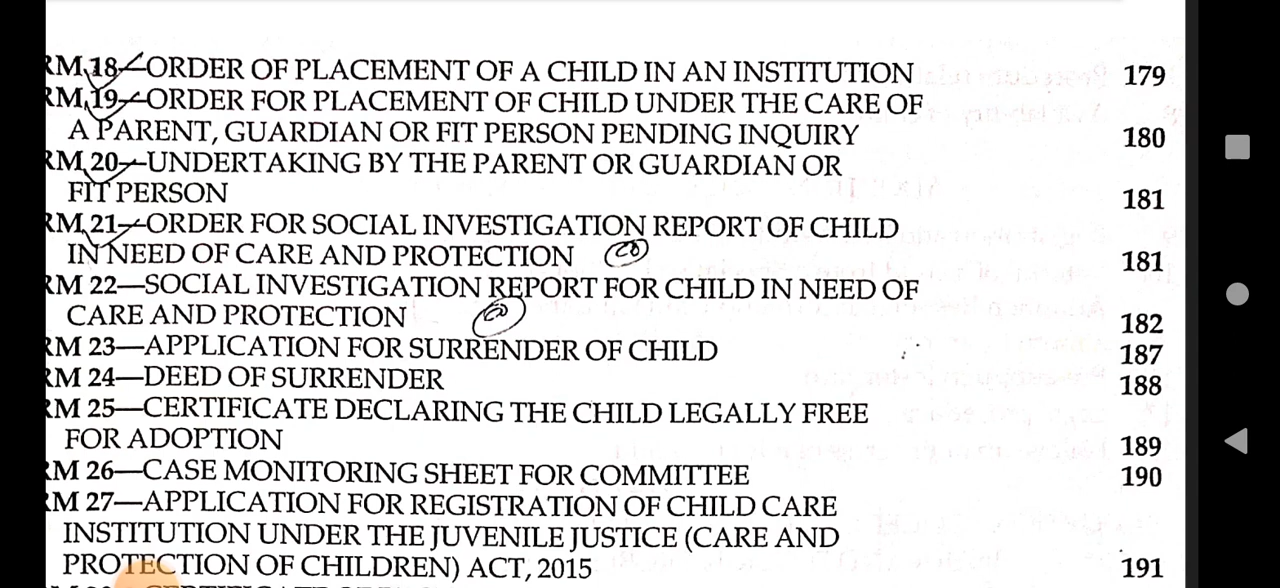 RM 18—ORDER OF PLACEMENT OF A CHILD IN AN INSTITUTION 179
RM 19—ORDER FOR PLACEMENT OF CHILD UNDER THE CARE OF
A PARENT, GUARDIAN OR FIT PERSON PENDING INQUIRY 180
RM 20—UNDERTAKING BY THE PARENT OR GUARDIAN OR
FIT PERSON 181
RM 21—ORDER FOR SOCIAL INVESTIGATION REPORT OF CHILD
IN NEED OF CARE AND PROTECTION 181
RM 22—SOCIAL INVESTIGATION REPORT FOR CHILD IN NEED OF
CARE AND PROTECTION 182
RM 23—APPLICATION FOR SURRENDER OF CHILD 187
RM 24—DEED OF SURRENDER 188
RM 25—CERTIFICATE DECLARING THE CHILD LEGALLY FREE
FOR ADOPTION 189
RM 26—CASE MONITORING SHEET FOR COMMITTEE 190
RM 27—APPLICATION FOR REGISTRATION OF CHILD CARE
INSTITUTION UNDER THE JUVENILE JUSTICE (CARE AND
PROTECTION OF CHILDREN) ACT, 2015 191